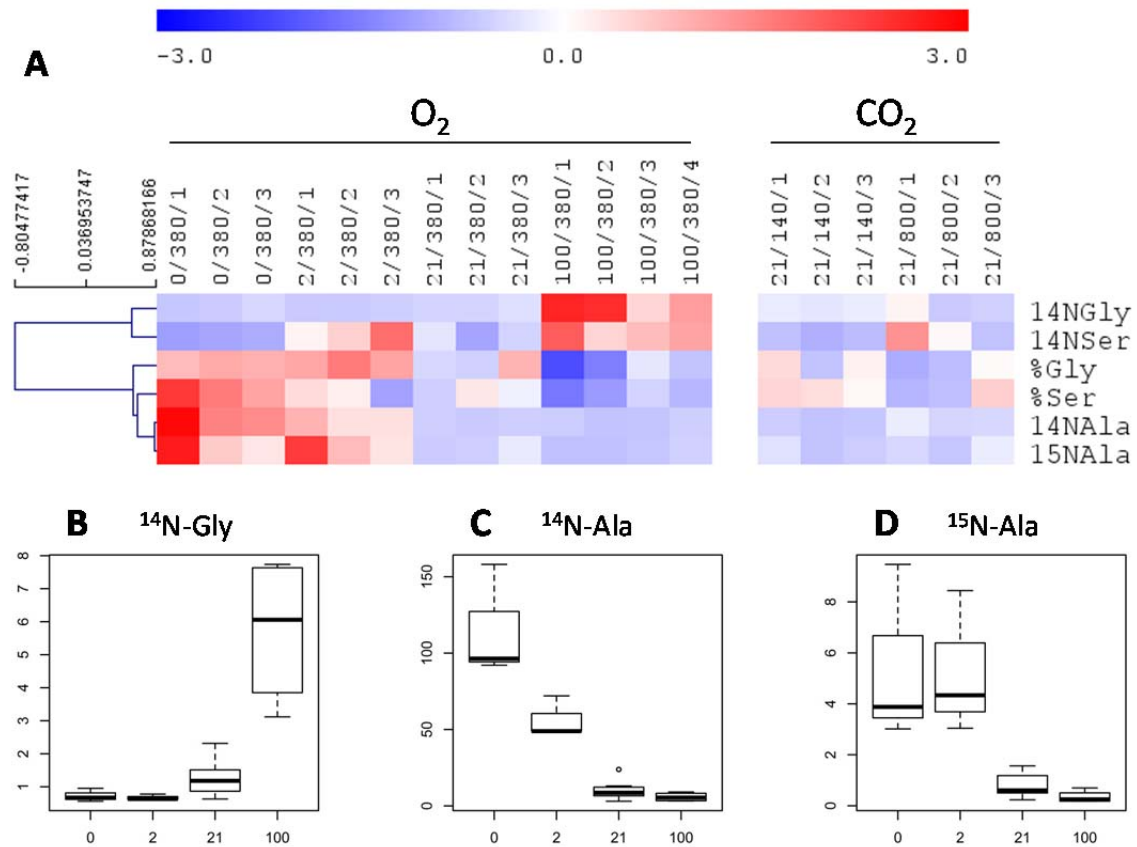 -3.0 0.0 3.0
A
O₂ CO₂
-0.80477417 0.036953747 0.87868166 0/380/1 0/380/2 0/380/3 2/380/1 2/380/2 2/380/3 21/380/1 21/380/2 21/380/3 100/380/1 100/380/2 100/380/3 100/380/4 21/140/1 21/140/2 21/140/3 21/800/1 21/800/2 21/800/3
14NGly
14NSer
%Gly
%Ser
14NAla
15NAla
B ¹⁴N-Gly
8
7
6
5
4
3
2
1
0 2 21 100
C ¹⁴N-Ala
150
100
50
0
0 2 21 100
D ¹⁵N-Ala
8
6
4
2
0
0 2 21 100